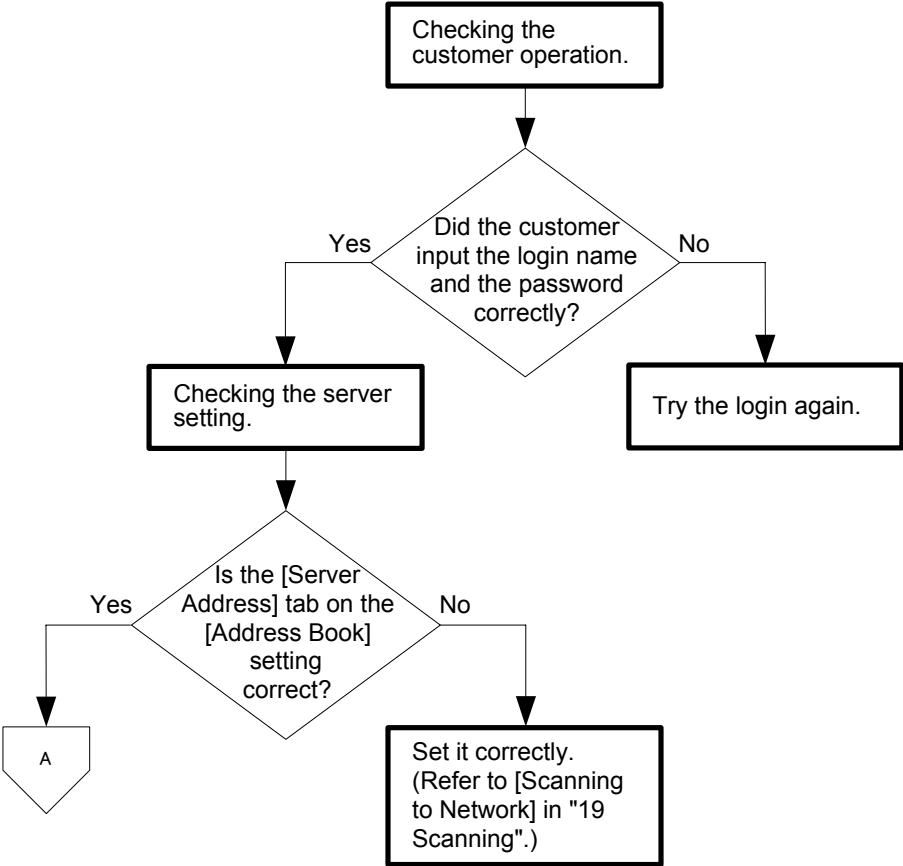 Checking the
customer operation.
Did the customer
input the login name
and the password
correctly?
Yes
No
Checking the server
setting.
Try the login again.
Is the [Server
Address] tab on the
[Address Book]
setting
correct?
Yes
No
A
Set it correctly.
(Refer to [Scanning
to Network] in "19
Scanning".)